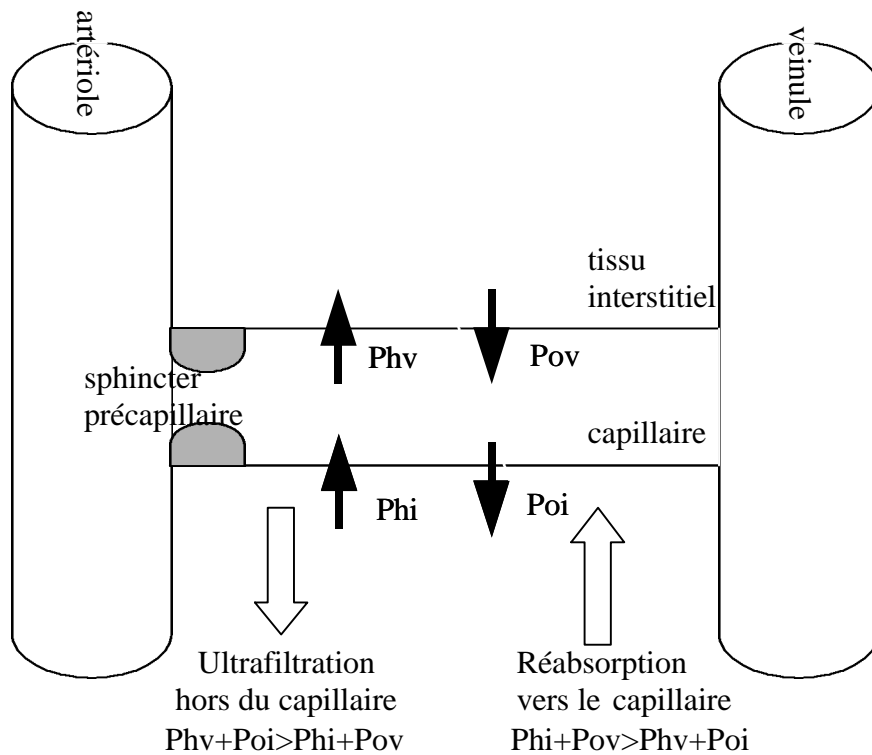 artériole
veinule
tissu
interstitiel
Phv
Pov
sphincter
précapillaire
capillaire
Phi
Poi
Ultrafiltration
hors du capillaire
Phv+Poi>Phi+Pov
Réabsorption
vers le capillaire
Phi+Pov>Phv+Poi